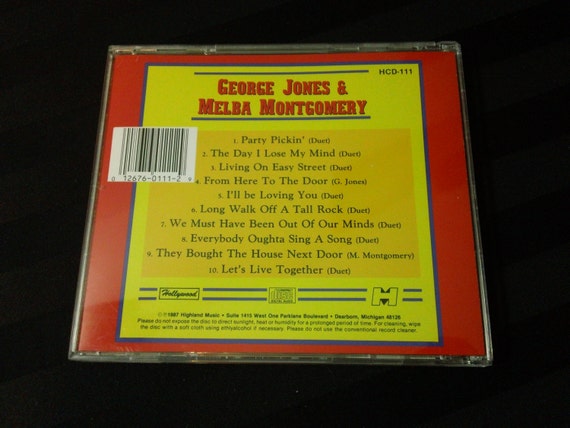 HCD-111
GEORGE JONES &
MELBA MONTGOMERY
1. Party Pickin' (Duet)
2. The Day I Lose My Mind (Duet)
3. Living On Easy Street (Duet)
4. From Here To The Door (G. Jones)
5. I'll be Loving You (Duet)
6. Long Walk Off A Tall Rock (Duet)
7. We Must Have Been Out Of Our Minds (Duet)
8. Everybody Oughta Sing A Song (Duet)
9. They Bought The House Next Door (M. Montgomery)
10. Let's Live Together (Duet)
0 12676-0111-2 9
Hollywood
COMPACT
disc
DIGITAL AUDIO
©℗1987 Highland Music • Suite 1415 West One Parklane Boulevard • Dearborn, Michigan 48126
Please do not expose the disc to direct sunlight, heat or humidity for a prolonged period of time. For cleaning, wipe
the disc with a soft cloth using ethlyalcohol if necessary. Please do not use the conventional record cleaner.